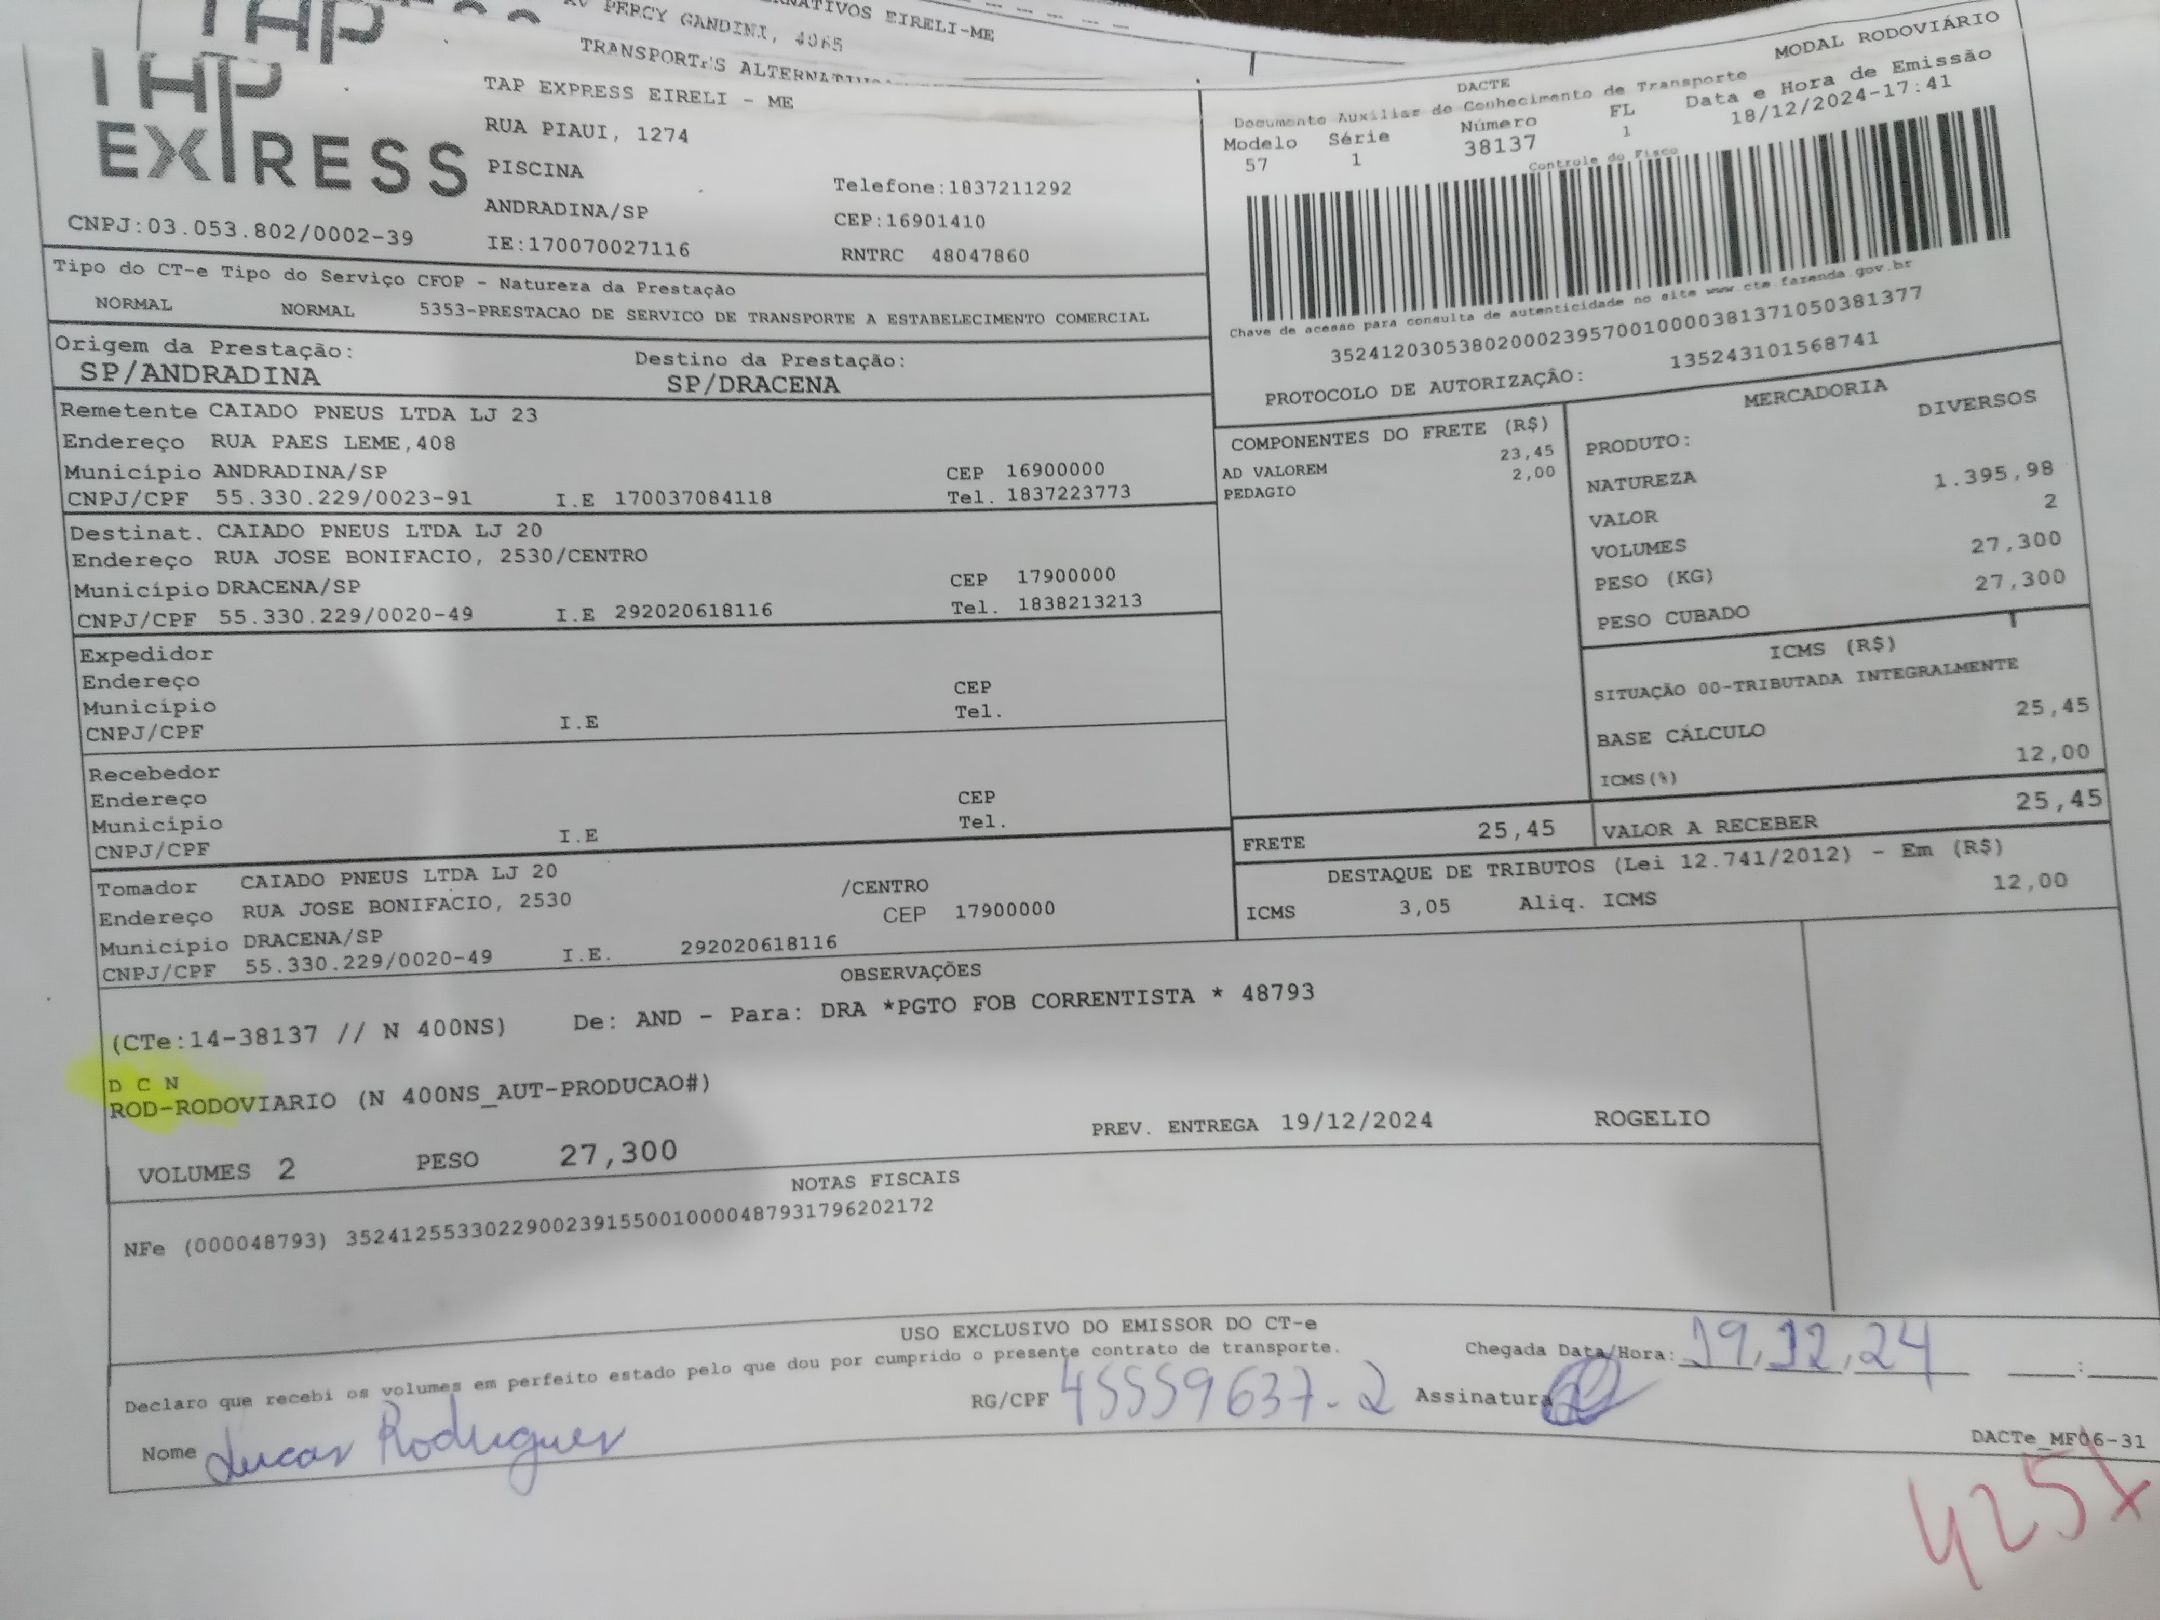 TAP
AV PERCY GANDINI, 4065
EIRELI-ME
TRANSPORT
TAP EXPRESS
TAP EXPRESS EIRELI - ME
RUA PIAUI, 1274
PISCINA
Telefone:1837211292
ANDRADINA/SP
CEP:16901410
CNPJ:03.053.802/0002-39
IE:170070027116
RNTRC 48047860
MODAL RODOVIÁRIO
DACTE
Documento Auxiliar do Conhecimento de Transporte
Modelo Série Número FL Data e Hora de Emissão
57 1 38137 1 18/12/2024-17:41
Controle do Fisco
Chave de acesso para consulta de autenticidade no site www.cte.fazenda.gov.br
35241203053802000239570010000381371050381377
PROTOCOLO DE AUTORIZAÇÃO: 135243101568741
Tipo do CT-e Tipo do Serviço CFOP - Natureza da Prestação
NORMAL NORMAL 5353-PRESTACAO DE SERVICO DE TRANSPORTE A ESTABELECIMENTO COMERCIAL
Origem da Prestação: Destino da Prestação:
SP/ANDRADINA SP/DRACENA
Remetente CAIADO PNEUS LTDA LJ 23
Endereço RUA PAES LEME,408
Município ANDRADINA/SP CEP 16900000
CNPJ/CPF 55.330.229/0023-91 I.E 170037084118 Tel. 1837223773
Destinat. CAIADO PNEUS LTDA LJ 20
Endereço RUA JOSE BONIFACIO, 2530/CENTRO
Município DRACENA/SP CEP 17900000
CNPJ/CPF 55.330.229/0020-49 I.E 292020618116 Tel. 1838213213
Expedidor
Endereço
Município CEP
CNPJ/CPF I.E Tel.
Recebedor
Endereço
Município CEP
CNPJ/CPF I.E Tel.
Tomador CAIADO PNEUS LTDA LJ 20
Endereço RUA JOSE BONIFACIO, 2530 /CENTRO
Município DRACENA/SP CEP 17900000
CNPJ/CPF 55.330.229/0020-49 I.E. 292020618116
COMPONENTES DO FRETE (R$)
AD VALOREM 23,45
PEDAGIO 2,00
MERCADORIA
PRODUTO: DIVERSOS
NATUREZA
VALOR 1.395,98
VOLUMES 2
PESO (KG) 27,300
PESO CUBADO 27,300
ICMS (R$)
SITUAÇÃO 00-TRIBUTADA INTEGRALMENTE
BASE CÁLCULO 25,45
ICMS(%) 12,00
FRETE 25,45 VALOR A RECEBER 25,45
DESTAQUE DE TRIBUTOS (Lei 12.741/2012) - Em (R$)
ICMS 3,05 Aliq. ICMS 12,00
OBSERVAÇÕES
(CTe:14-38137 // N 400NS) De: AND - Para: DRA *PGTO FOB CORRENTISTA * 48793
D C N
ROD-RODOVIARIO (N 400NS_AUT-PRODUCAO#)
PREV. ENTREGA 19/12/2024 ROGELIO
VOLUMES 2 PESO 27,300
NOTAS FISCAIS
NFe (000048793) 35241255330229002391550010000487931796202172
USO EXCLUSIVO DO EMISSOR DO CT-e
Declaro que recebi os volumes em perfeito estado pelo que dou por cumprido o presente contrato de transporte.
Chegada Data/Hora: 19,12,24 :
Nome Lucas Rodrigues RG/CPF 45559637-2 Assinatura
DACTe_MF06-31